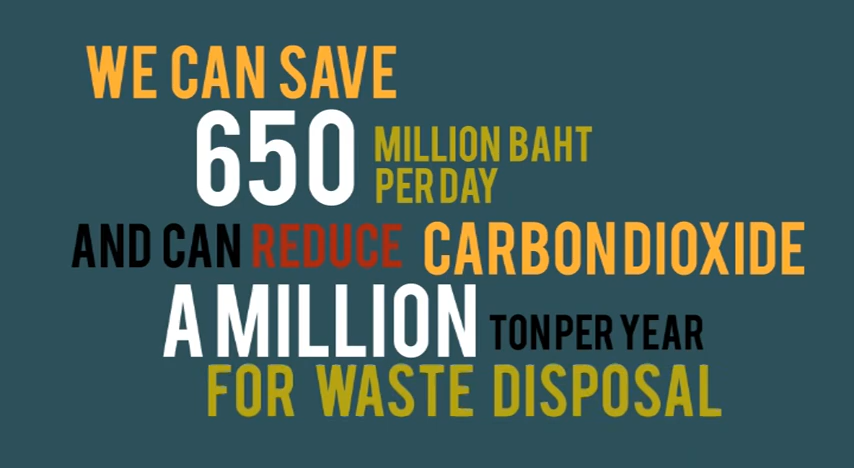 WE CAN SAVE
650 MILLION BAHT
PER DAY
AND CAN REDUCE CARBON DIOXIDE
A MILLION TON PER YEAR
FOR WASTE DISPOSAL